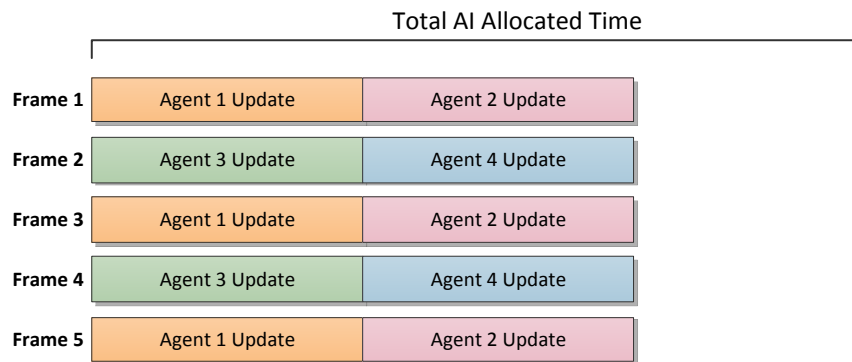 Total AI Allocated Time
Frame 1 Agent 1 Update Agent 2 Update
Frame 2 Agent 3 Update Agent 4 Update
Frame 3 Agent 1 Update Agent 2 Update
Frame 4 Agent 3 Update Agent 4 Update
Frame 5 Agent 1 Update Agent 2 Update